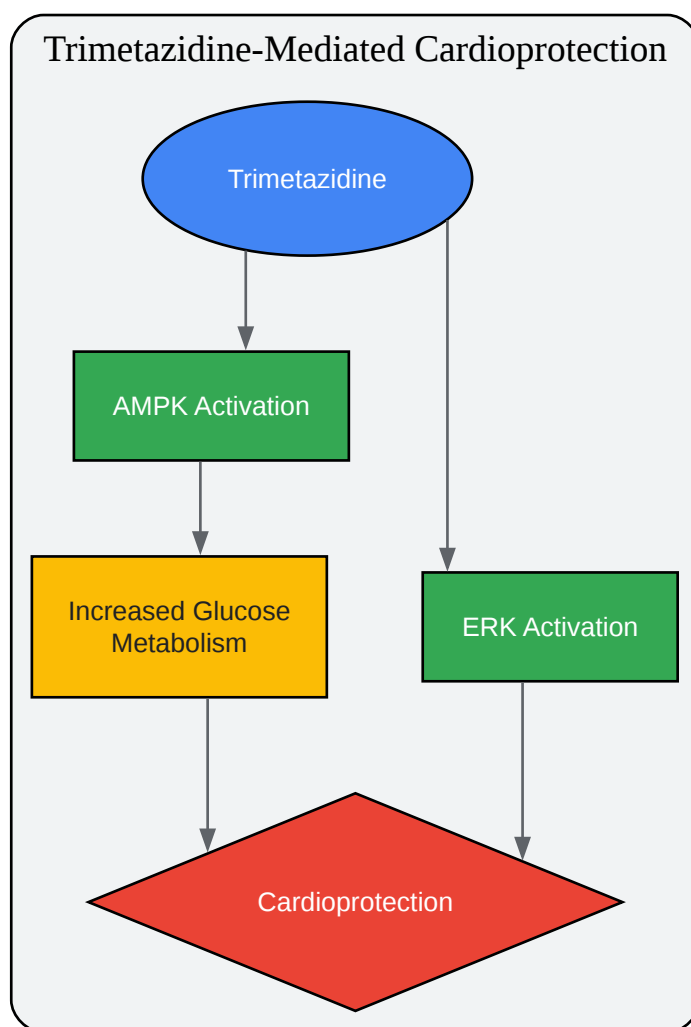 Trimetazidine-Mediated Cardioprotection
Trimetazidine
AMPK Activation
Increased Glucose
Metabolism
ERK Activation
Cardioprotection